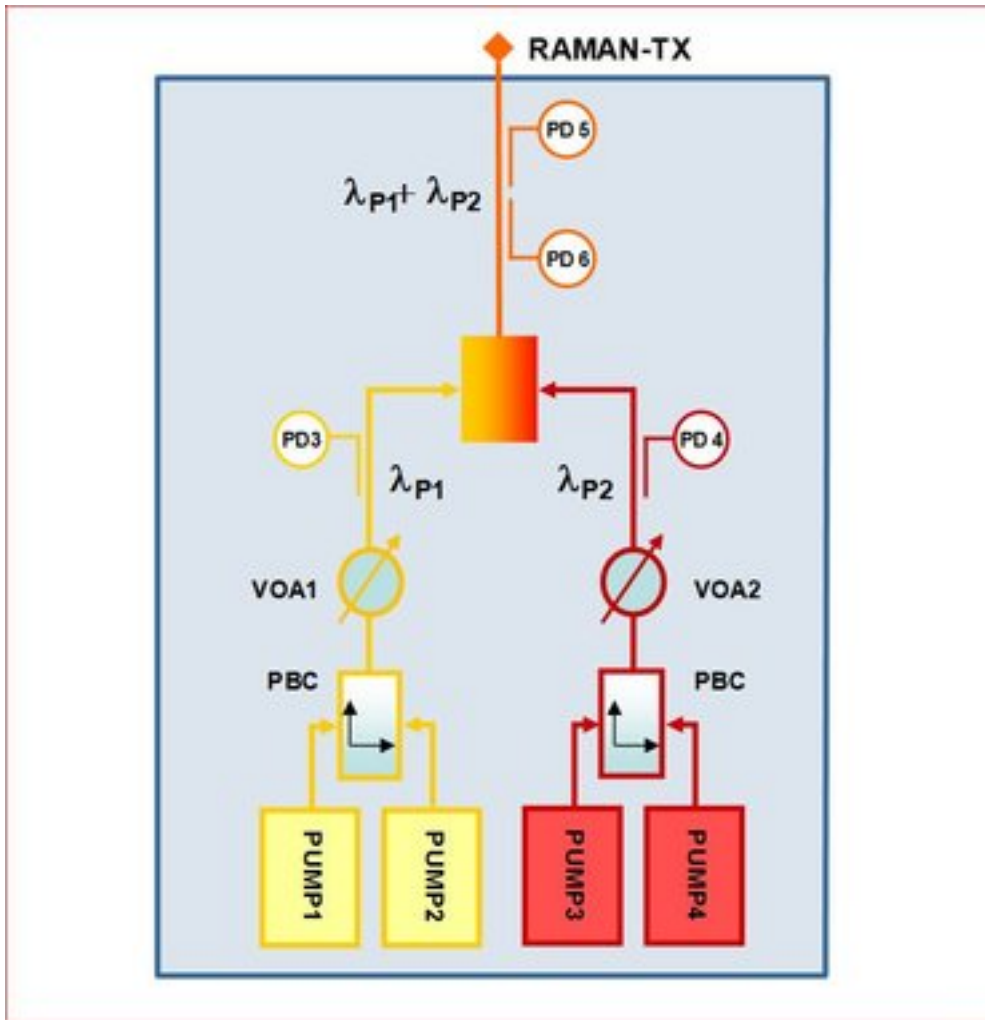 RAMAN-TX
PD 5
λP1+ λP2
PD 6
PD3
PD 4
λP1
λP2
VOA1
VOA2
PBC
PBC
PUMP1
PUMP2
PUMP3
PUMP4